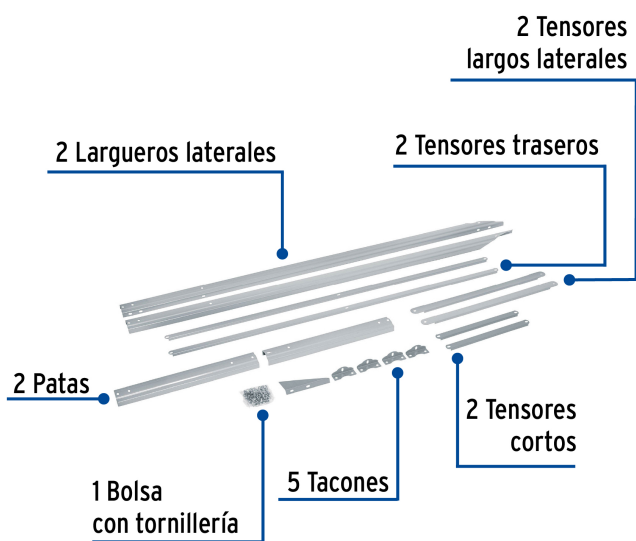 2 Tensores
largos laterales
2 Tensores traseros
2 Largueros laterales
2 Patas
2 Tensores
cortos
5 Tacones
1 Bolsa
con tornillería